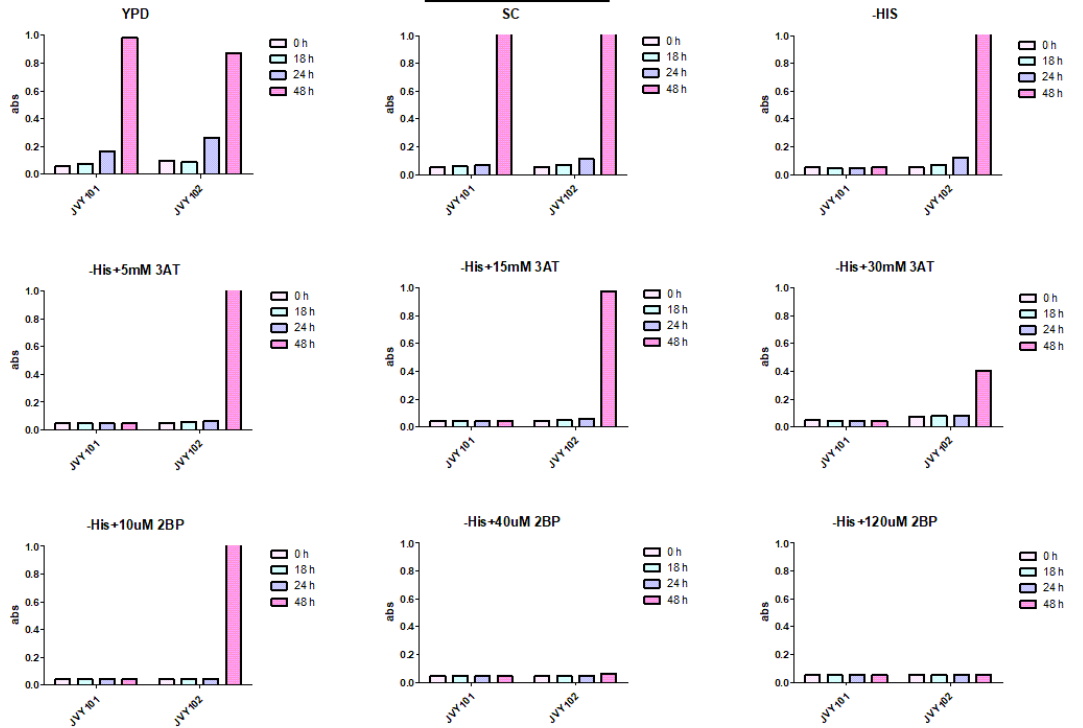 YPD
1.0
0.8
0.6
0.4
0.2
0.0
abs
JVY101
JVY102
0 h
18 h
24 h
48 h
SC
1.0
0.8
0.6
0.4
0.2
0.0
abs
JVY101
JVY102
0 h
18 h
24 h
48 h
-HIS
1.0
0.8
0.6
0.4
0.2
0.0
abs
JVY101
JVY102
0 h
18 h
24 h
48 h
-His+5mM 3AT
1.0
0.8
0.6
0.4
0.2
0.0
abs
JVY101
JVY102
0 h
18 h
24 h
48 h
-His+15mM 3AT
1.0
0.8
0.6
0.4
0.2
0.0
abs
JVY101
JVY102
0 h
18 h
24 h
48 h
-His+30mM 3AT
1.0
0.8
0.6
0.4
0.2
0.0
abs
JVY101
JVY102
0 h
18 h
24 h
48 h
-His+10uM 2BP
1.0
0.8
0.6
0.4
0.2
0.0
abs
JVY101
JVY102
0 h
18 h
24 h
48 h
-His+40uM 2BP
1.0
0.8
0.6
0.4
0.2
0.0
abs
JVY101
JVY102
0 h
18 h
24 h
48 h
-His+120uM 2BP
1.0
0.8
0.6
0.4
0.2
0.0
abs
JVY101
JVY102
0 h
18 h
24 h
48 h